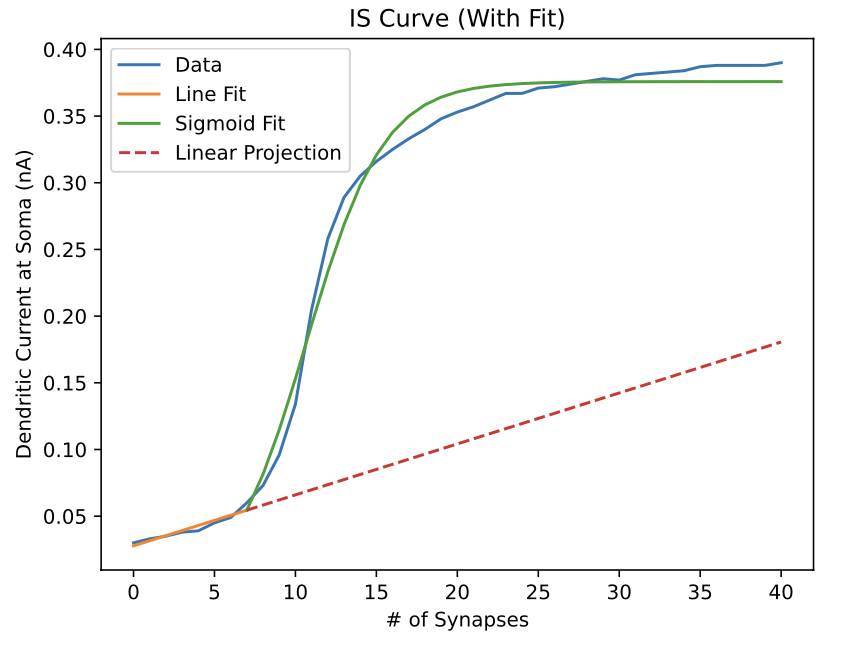 IS Curve (With Fit)
Data
Line Fit
Sigmoid Fit
Linear Projection
Dendritic Current at Soma (nA)
0.40
0.35
0.30
0.25
0.20
0.15
0.10
0.05
0 5 10 15 20 25 30 35 40
# of Synapses